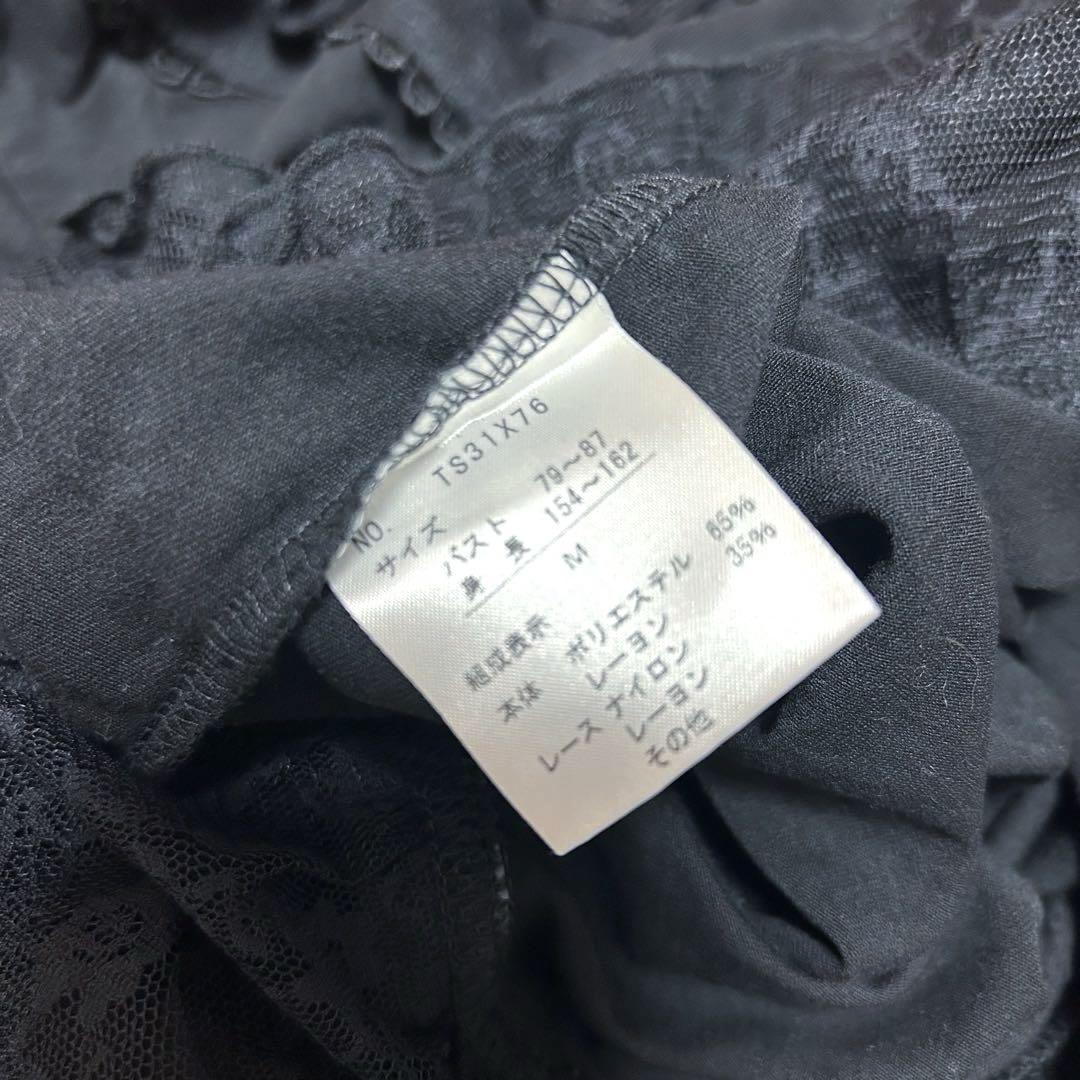 NO. TS31X76
サイズ
バスト 79～87
身長 154～162
M
組成表示
本体 ポリエステル 65%
レーヨン 35%
レース ナイロン
レーヨン
その他